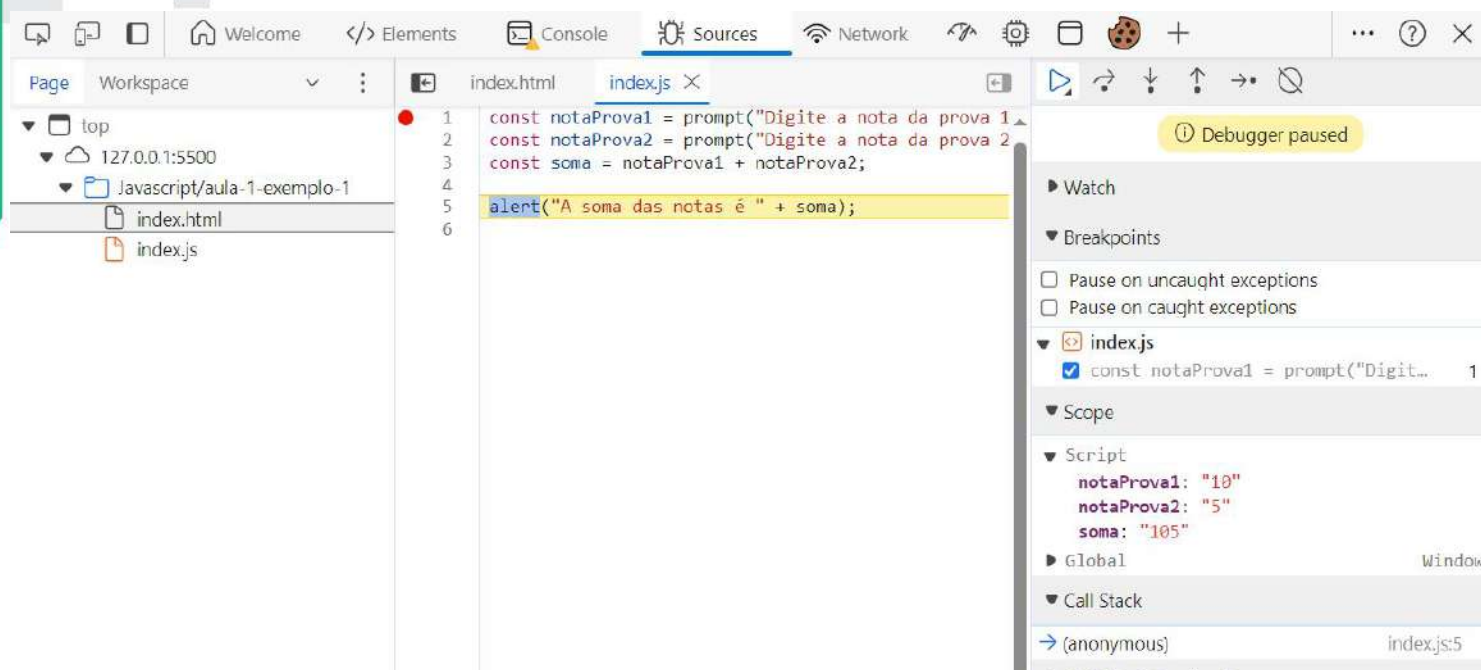 Welcome
Elements
Console
Sources
Network
Page
Workspace
top
127.0.0.1:5500
Javascript/aula-1-exemplo-1
index.html
index.js
index.html
index.js
1 const notaProva1 = prompt("Digite a nota da prova 1
2 const notaProva2 = prompt("Digite a nota da prova 2
3 const soma = notaProva1 + notaProva2;
4
5 alert("A soma das notas é " + soma);
6
Debugger paused
Watch
Breakpoints
Pause on uncaught exceptions
Pause on caught exceptions
index.js
const notaProva1 = prompt("Digit… 1
Scope
Script
notaProva1: "10"
notaProva2: "5"
soma: "105"
Global Window
Call Stack
(anonymous) index.js:5